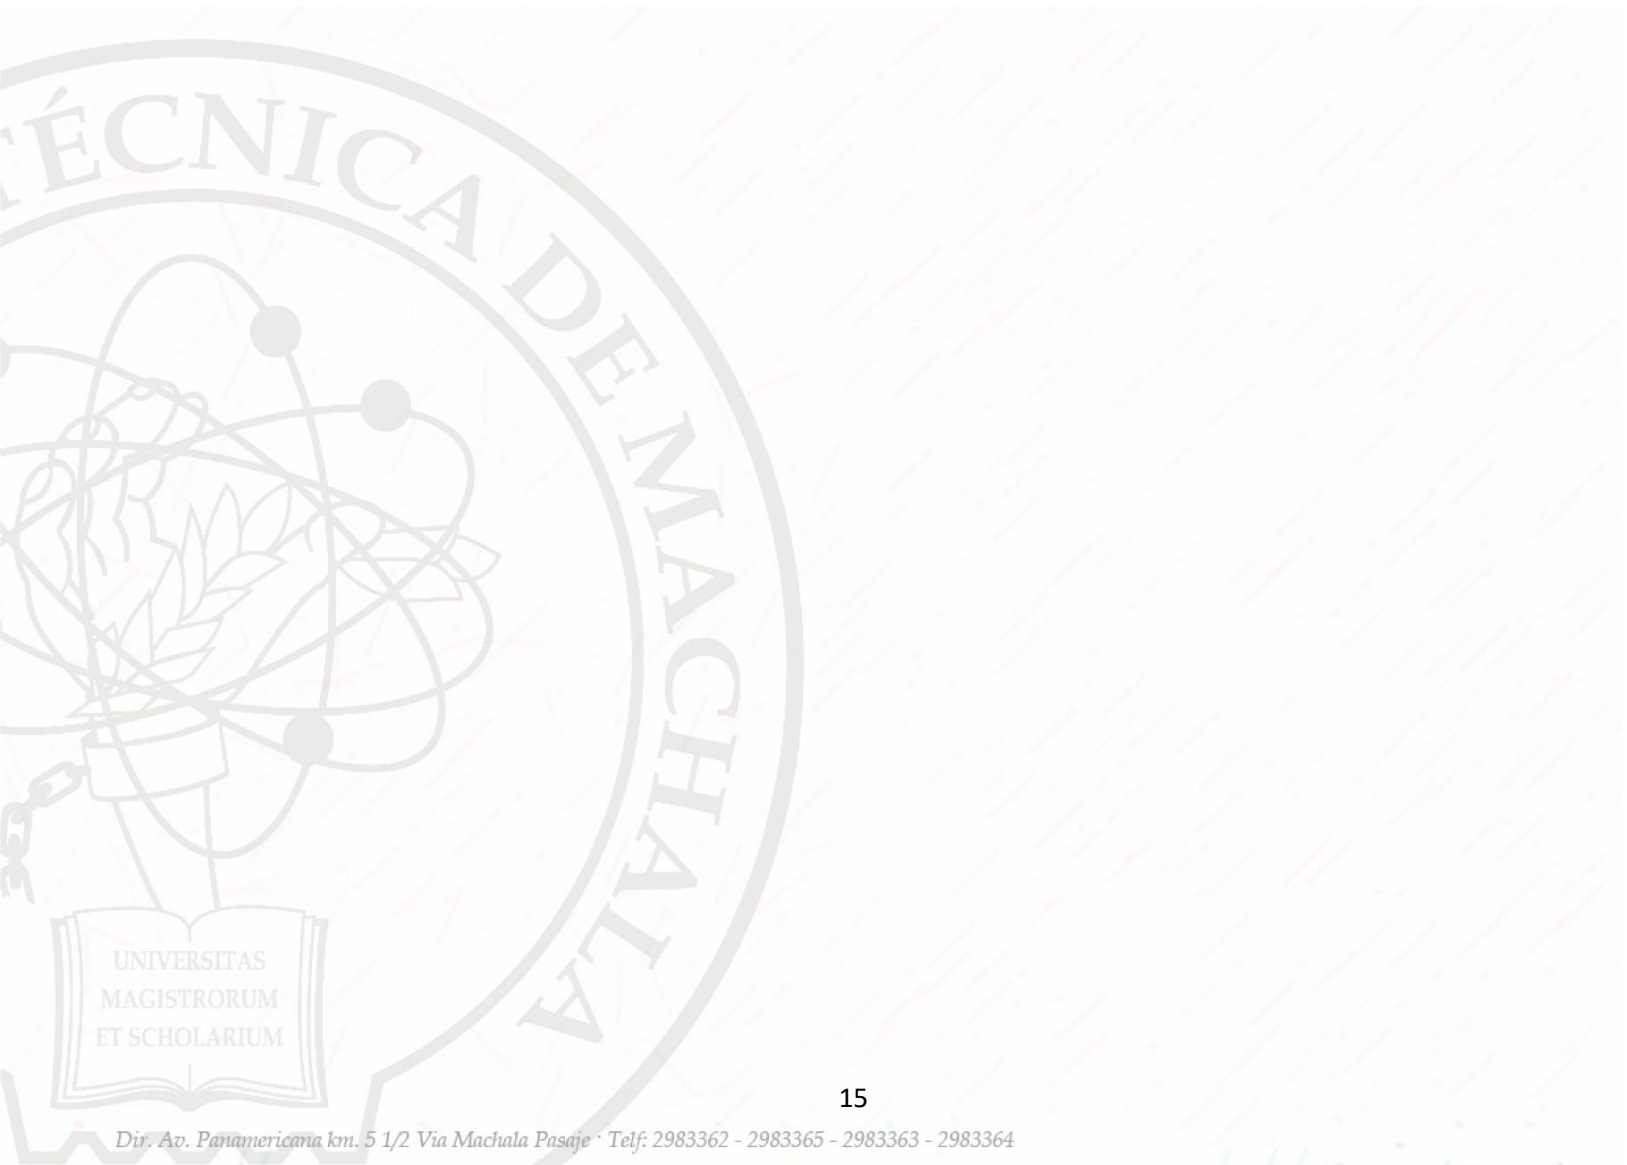 TÉCNICA DE MACHALA
UNIVERSITAS
MAGISTRORUM
ET SCHOLARIUM
15
Dir. Av. Panamericana km. 5 1/2 Via Machala Pasaje · Telf: 2983362 - 2983365 - 2983363 - 2983364